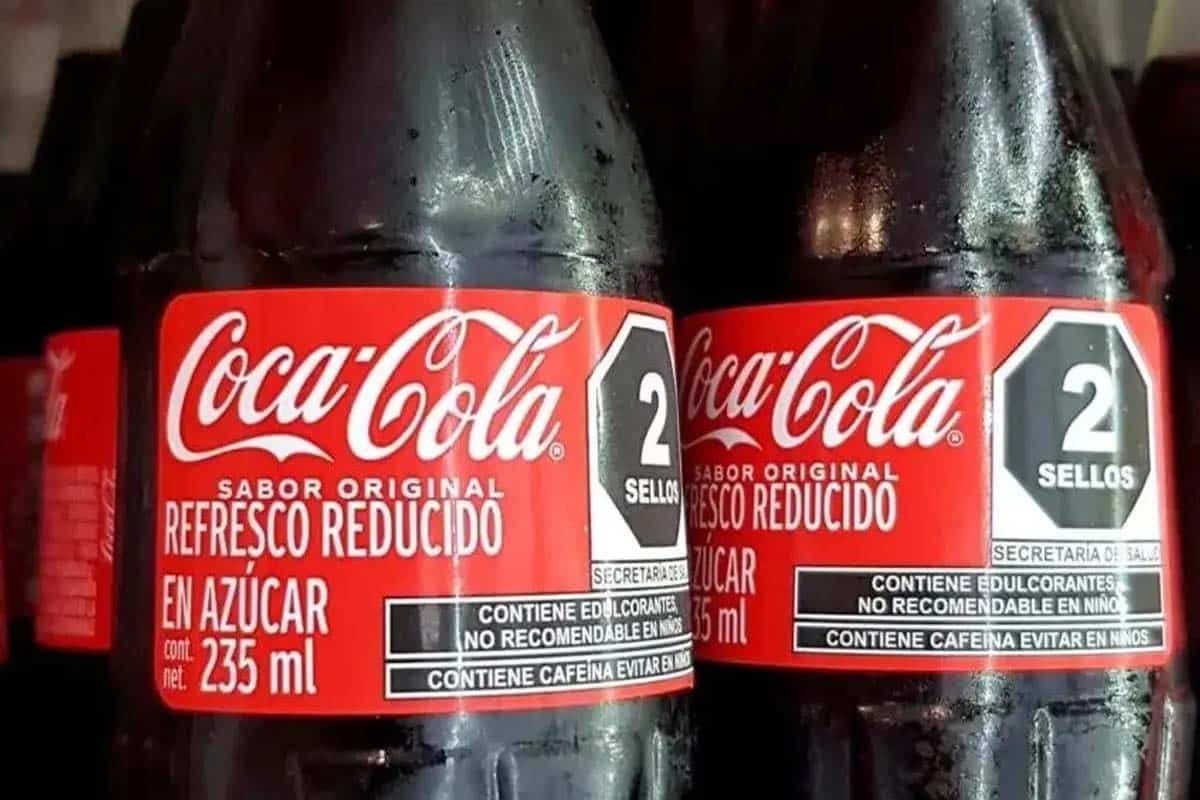 Coca-Cola®
SABOR ORIGINAL
REFRESCO REDUCIDO
EN AZÚCAR
cont.
net. 235 ml
2
SELLOS
SECRETARÍA DE
CONTIENE EDULCORANTES,
NO RECOMENDABLE EN NIÑOS
CONTIENE CAFEÍNA EVITAR EN
Coca-Cola®
SABOR ORIGINAL
RESCO REDUCIDO
ZÚCAR
35 ml
2
SELLOS
SECRETARÍA DE SALUD
CONTIENE EDULCORANTES,
NO RECOMENDABLE EN NIÑOS
CONTIENE CAFEÍNA EVITAR EN NIÑOS